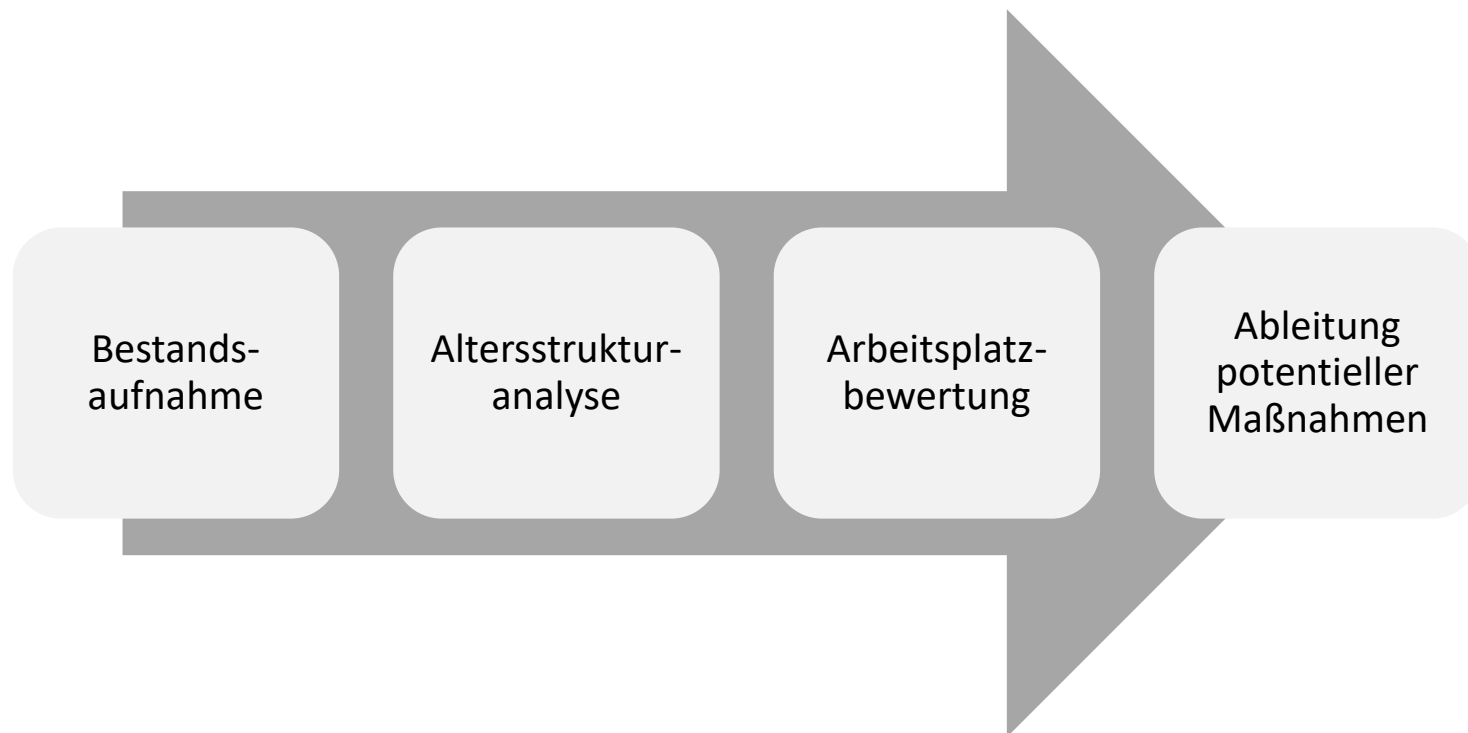 Bestands-
aufnahme
Altersstruktur-
analyse
Arbeitsplatz-
bewertung
Ableitung
potentieller
Maßnahmen